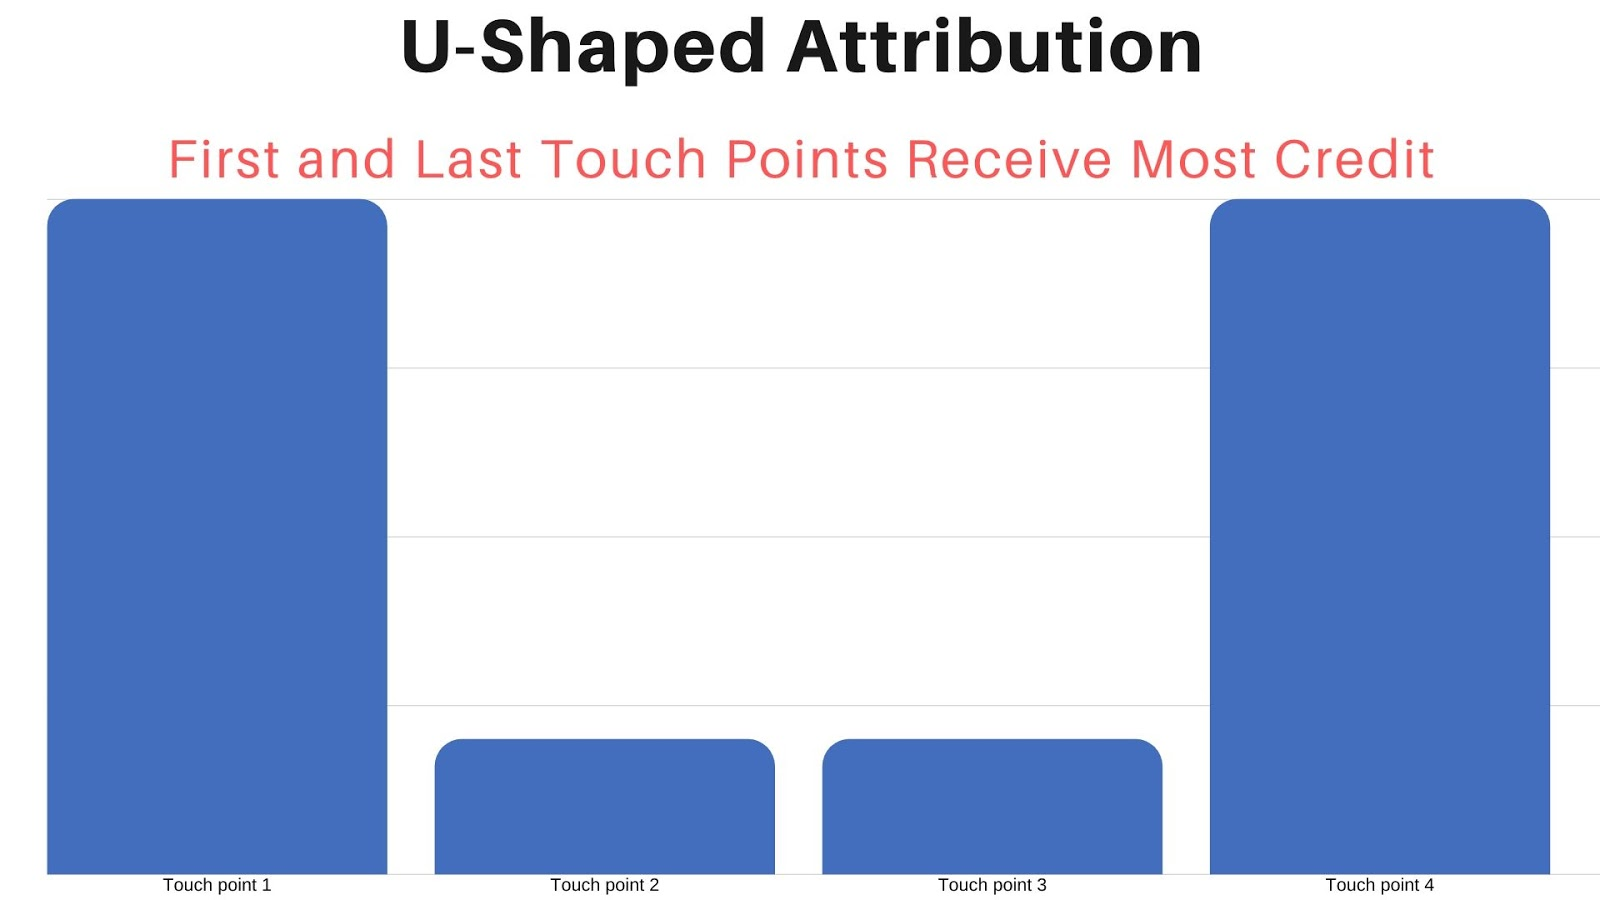 U-Shaped Attribution
First and Last Touch Points Receive Most Credit
Touch point 1
Touch point 2
Touch point 3
Touch point 4